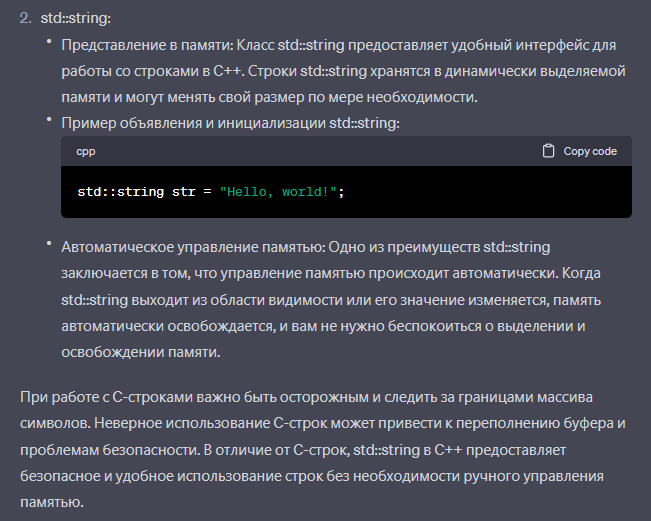 2. std::string:
• Представление в памяти: Класс std::string предоставляет удобный интерфейс для
работы со строками в C++. Строки std::string хранятся в динамически выделяемой
памяти и могут менять свой размер по мере необходимости.
• Пример объявления и инициализации std::string:
cpp Copy code
std::string str = "Hello, world!";
• Автоматическое управление памятью: Одно из преимуществ std::string
заключается в том, что управление памятью происходит автоматически. Когда
std::string выходит из области видимости или его значение изменяется, память
автоматически освобождается, и вам не нужно беспокоиться о выделении и
освобождении памяти.
При работе с C-строками важно быть осторожным и следить за границами массива
символов. Неверное использование C-строк может привести к переполнению буфера и
проблемам безопасности. В отличие от C-строк, std::string в C++ предоставляет
безопасное и удобное использование строк без необходимости ручного управления
памятью.